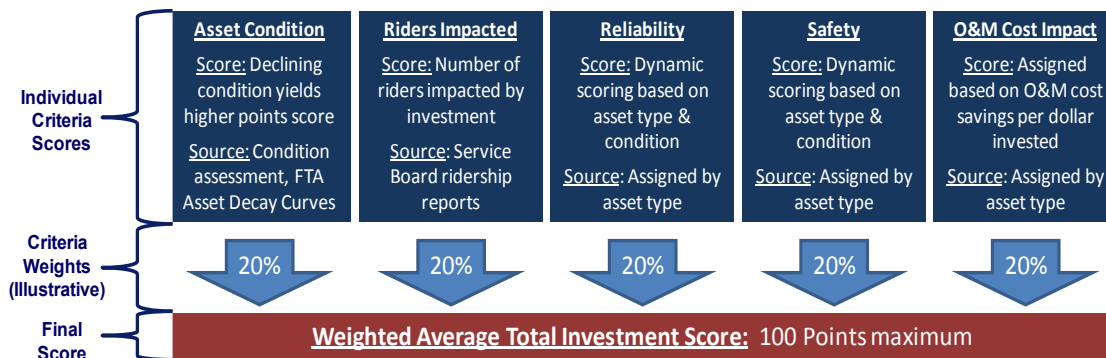 Individual
Criteria
Scores
Asset Condition
Score: Declining
condition yields
higher points score
Source: Condition
assessment, FTA
Asset Decay Curves
Riders Impacted
Score: Number of
riders impacted by
investment
Source: Service
Board ridership
reports
Reliability
Score: Dynamic
scoring based on
asset type &
condition
Source: Assigned by
asset type
Safety
Score: Dynamic
scoring based on
asset type &
condition
Source: Assigned by
asset type
O&M Cost Impact
Score: Assigned
based on O&M cost
savings per dollar
invested
Source: Assigned by
asset type
Criteria
Weights
(Illustrative)
20%
20%
20%
20%
20%
Final
Score
Weighted Average Total Investment Score: 100 Points maximum